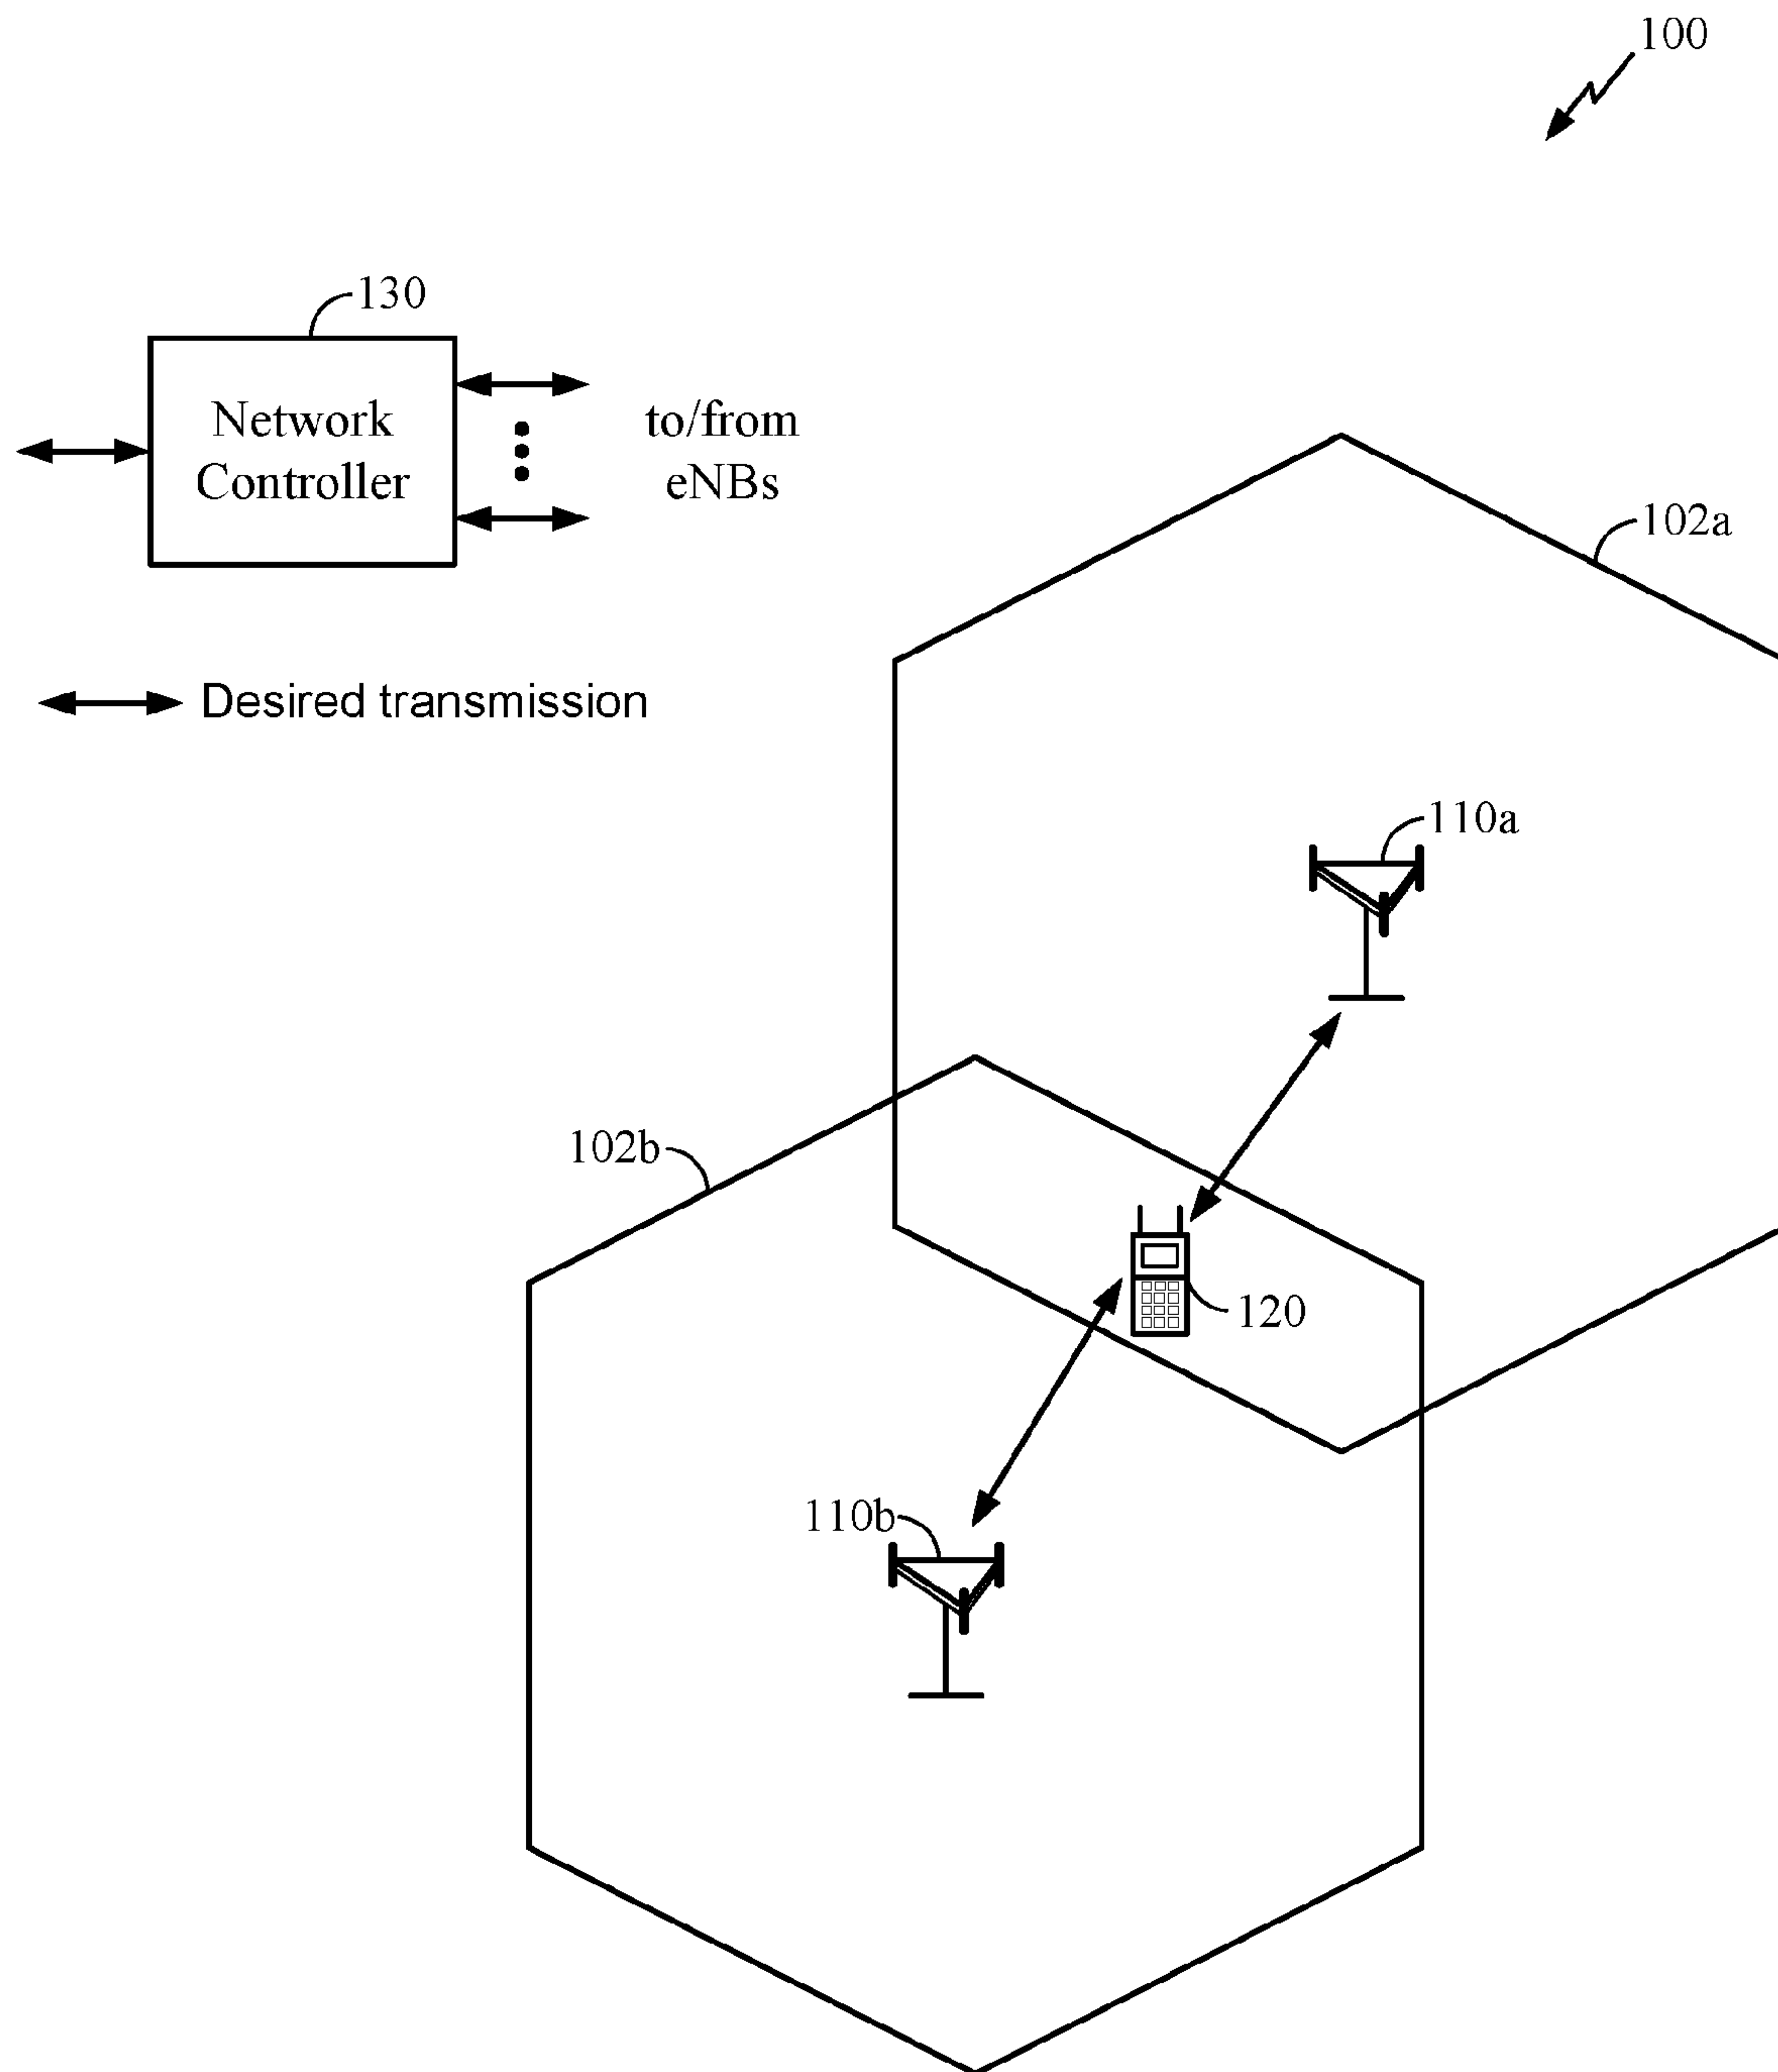 100
130
Network
Controller
to/from
eNBs
102a
Desired transmission
110a
102b
120
110b